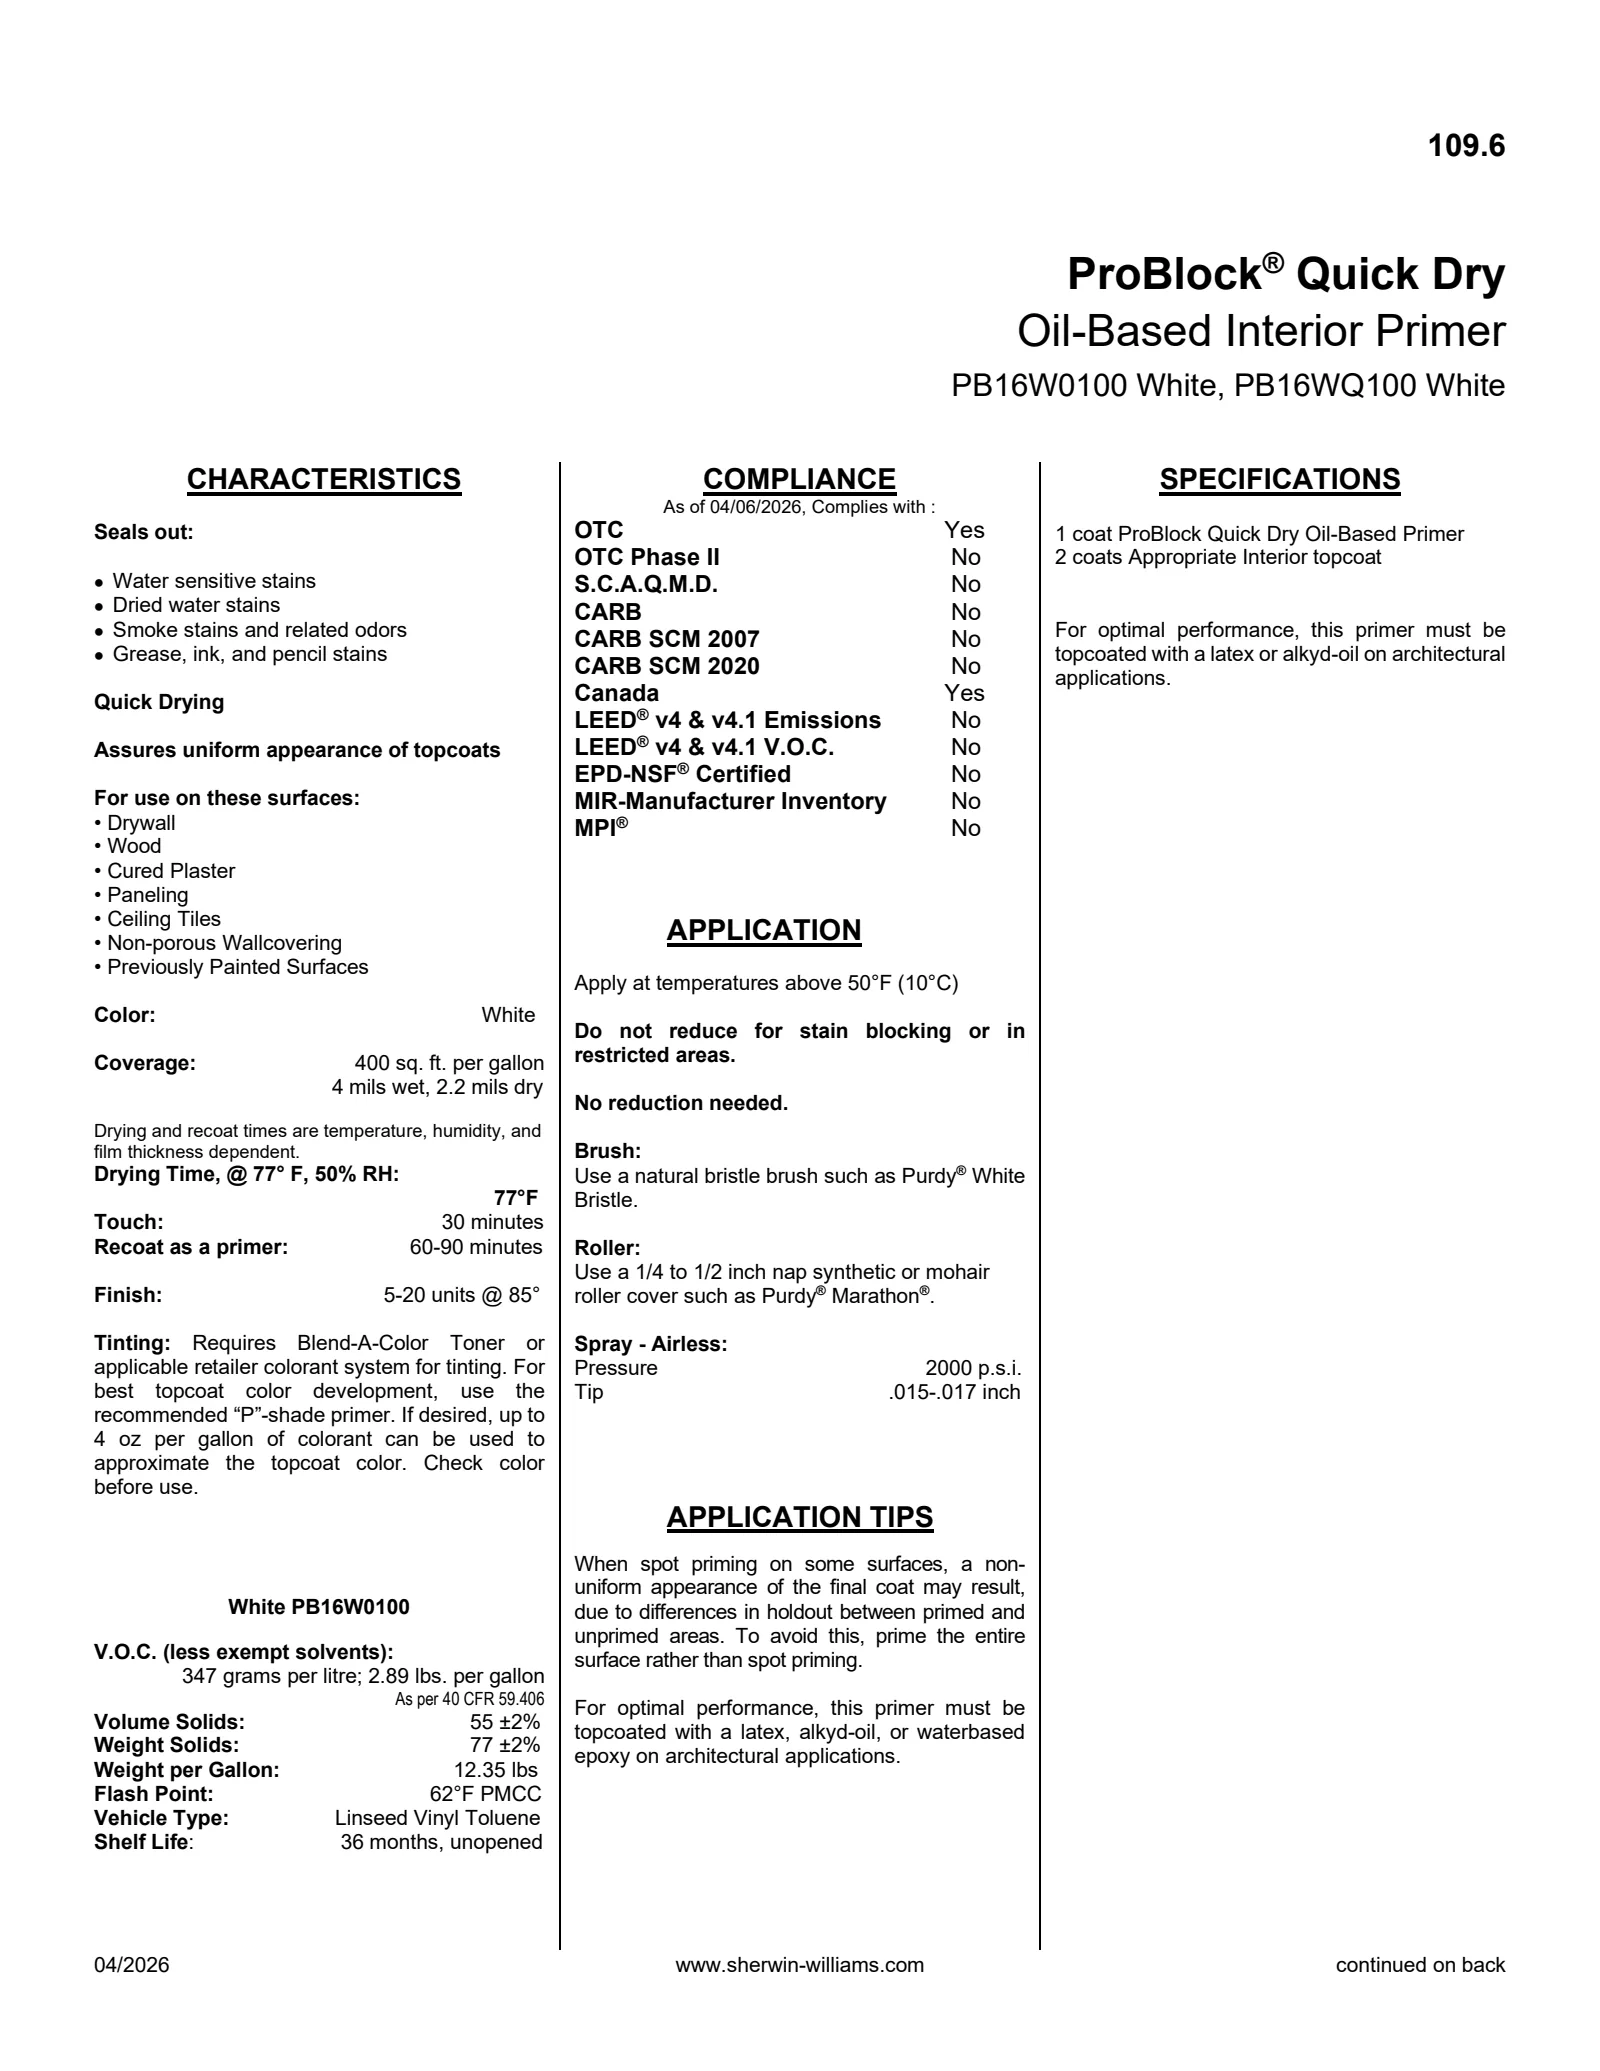 109.6
ProBlock® Quick Dry
Oil-Based Interior Primer
PB16W0100 White, PB16WQ100 White
CHARACTERISTICS
Seals out:
• Water sensitive stains
• Dried water stains
• Smoke stains and related odors
• Grease, ink, and pencil stains
Quick Drying
Assures uniform appearance of topcoats
For use on these surfaces:
• Drywall
• Wood
• Cured Plaster
• Paneling
• Ceiling Tiles
• Non-porous Wallcovering
• Previously Painted Surfaces
Color: White
Coverage: 400 sq. ft. per gallon
4 mils wet, 2.2 mils dry
Drying and recoat times are temperature, humidity, and
film thickness dependent.
Drying Time, @ 77° F, 50% RH:
77°F
Touch: 30 minutes
Recoat as a primer: 60-90 minutes
Finish: 5-20 units @ 85°
Tinting: Requires Blend-A-Color Toner or
applicable retailer colorant system for tinting. For
best topcoat color development, use the
recommended “P”-shade primer. If desired, up to
4 oz per gallon of colorant can be used to
approximate the topcoat color. Check color
before use.
White PB16W0100
V.O.C. (less exempt solvents):
347 grams per litre; 2.89 lbs. per gallon
As per 40 CFR 59.406
Volume Solids: 55 ±2%
Weight Solids: 77 ±2%
Weight per Gallon: 12.35 lbs
Flash Point: 62°F PMCC
Vehicle Type: Linseed Vinyl Toluene
Shelf Life: 36 months, unopened
COMPLIANCE
As of 04/06/2026, Complies with :
OTC Yes
OTC Phase II No
S.C.A.Q.M.D. No
CARB No
CARB SCM 2007 No
CARB SCM 2020 No
Canada Yes
LEED® v4 & v4.1 Emissions No
LEED® v4 & v4.1 V.O.C. No
EPD-NSF® Certified No
MIR-Manufacturer Inventory No
MPI® No
APPLICATION
Apply at temperatures above 50°F (10°C)
Do not reduce for stain blocking or in
restricted areas.
No reduction needed.
Brush:
Use a natural bristle brush such as Purdy® White
Bristle.
Roller:
Use a 1/4 to 1/2 inch nap synthetic or mohair
roller cover such as Purdy® Marathon®.
Spray - Airless:
Pressure 2000 p.s.i.
Tip .015-.017 inch
APPLICATION TIPS
When spot priming on some surfaces, a non-
uniform appearance of the final coat may result,
due to differences in holdout between primed and
unprimed areas. To avoid this, prime the entire
surface rather than spot priming.
For optimal performance, this primer must be
topcoated with a latex, alkyd-oil, or waterbased
epoxy on architectural applications.
SPECIFICATIONS
1 coat ProBlock Quick Dry Oil-Based Primer
2 coats Appropriate Interior topcoat
For optimal performance, this primer must be
topcoated with a latex or alkyd-oil on architectural
applications.
04/2026
www.sherwin-williams.com
continued on back